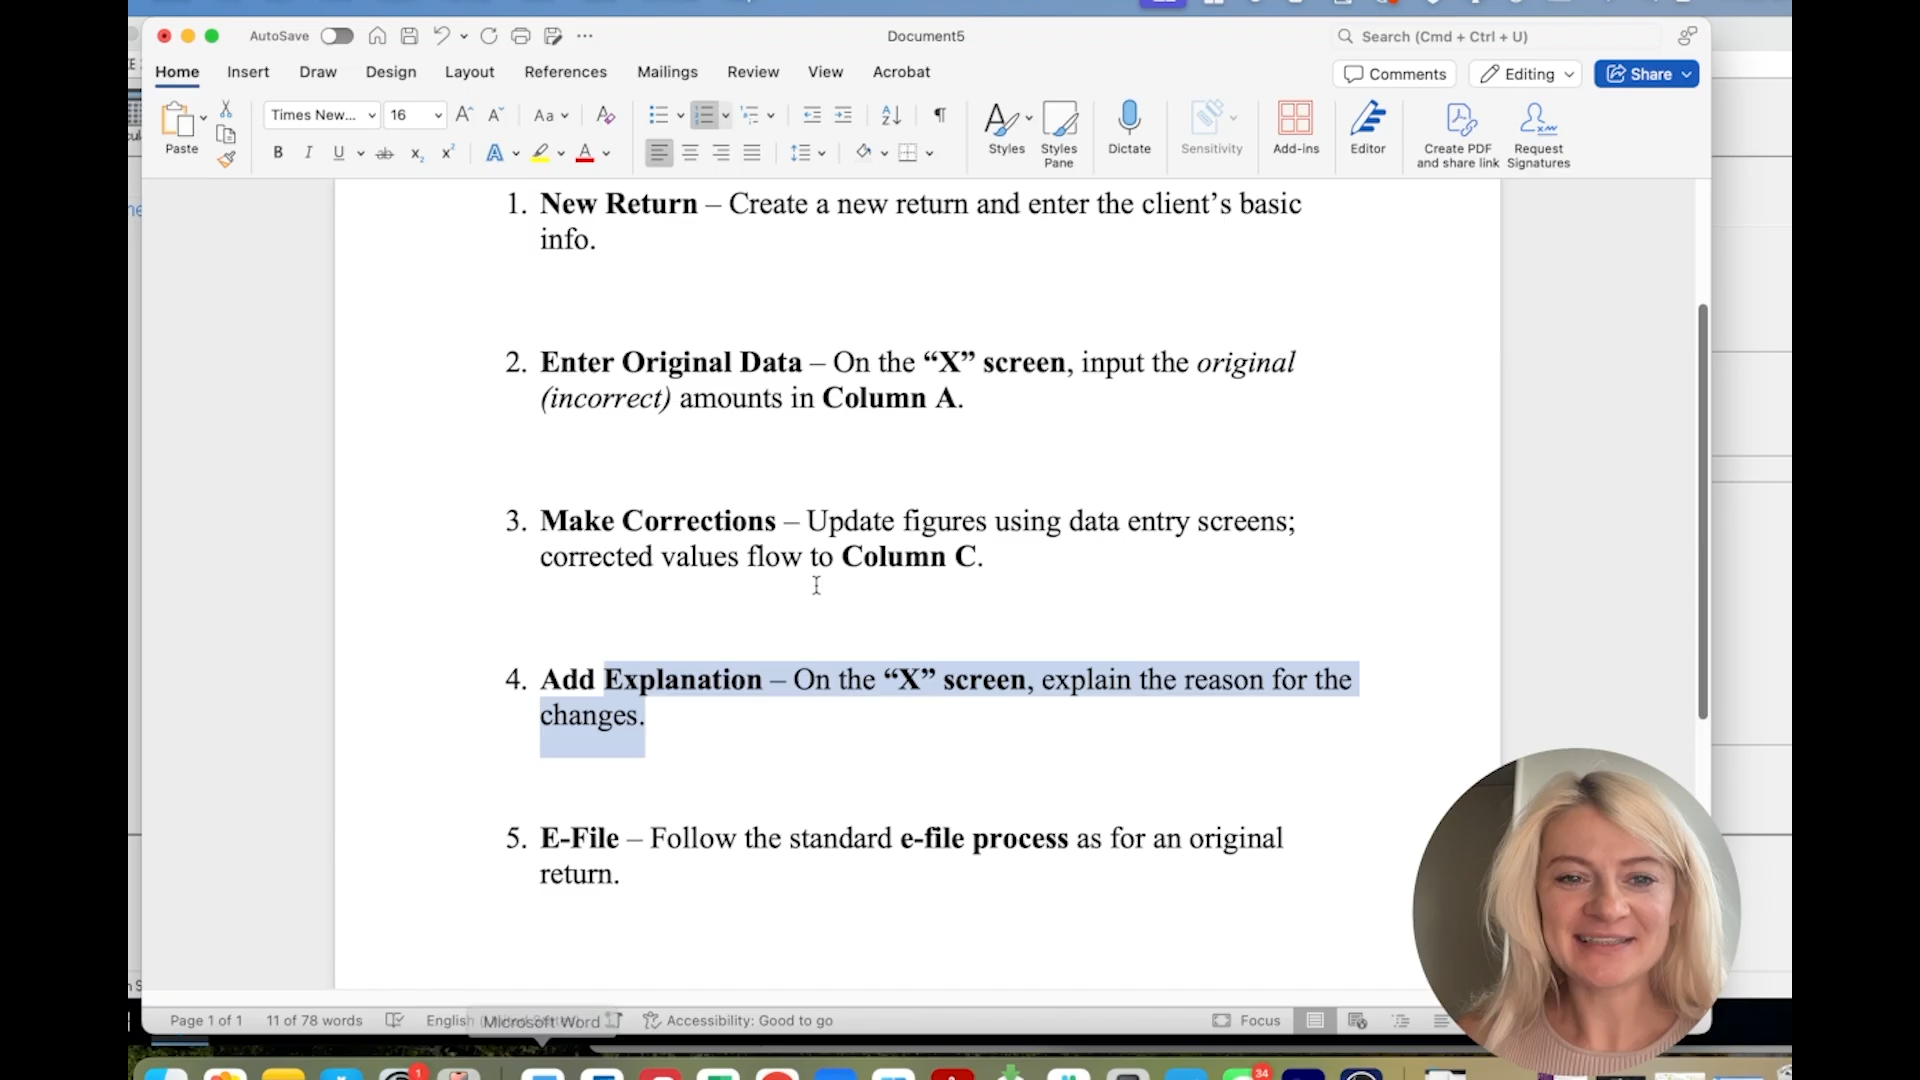 AutoSave
Document5
Search (Cmd + Ctrl + U)
Home Insert Draw Design Layout References Mailings Review View Acrobat
Comments Editing Share
Paste
Times New... 16
Aa
B I U ab x₂ x²
Styles
Styles Pane
Dictate
Sensitivity
Add-ins
Editor
Create PDF and share link
Request Signatures
1. New Return – Create a new return and enter the client’s basic
info.
2. Enter Original Data – On the “X” screen, input the original
(incorrect) amounts in Column A.
3. Make Corrections – Update figures using data entry screens;
corrected values flow to Column C.
4. Add Explanation – On the “X” screen, explain the reason for the
changes.
5. E-File – Follow the standard e-file process as for an original
return.
Page 1 of 1 11 of 78 words English Microsoft Word Accessibility: Good to go Focus
1 34